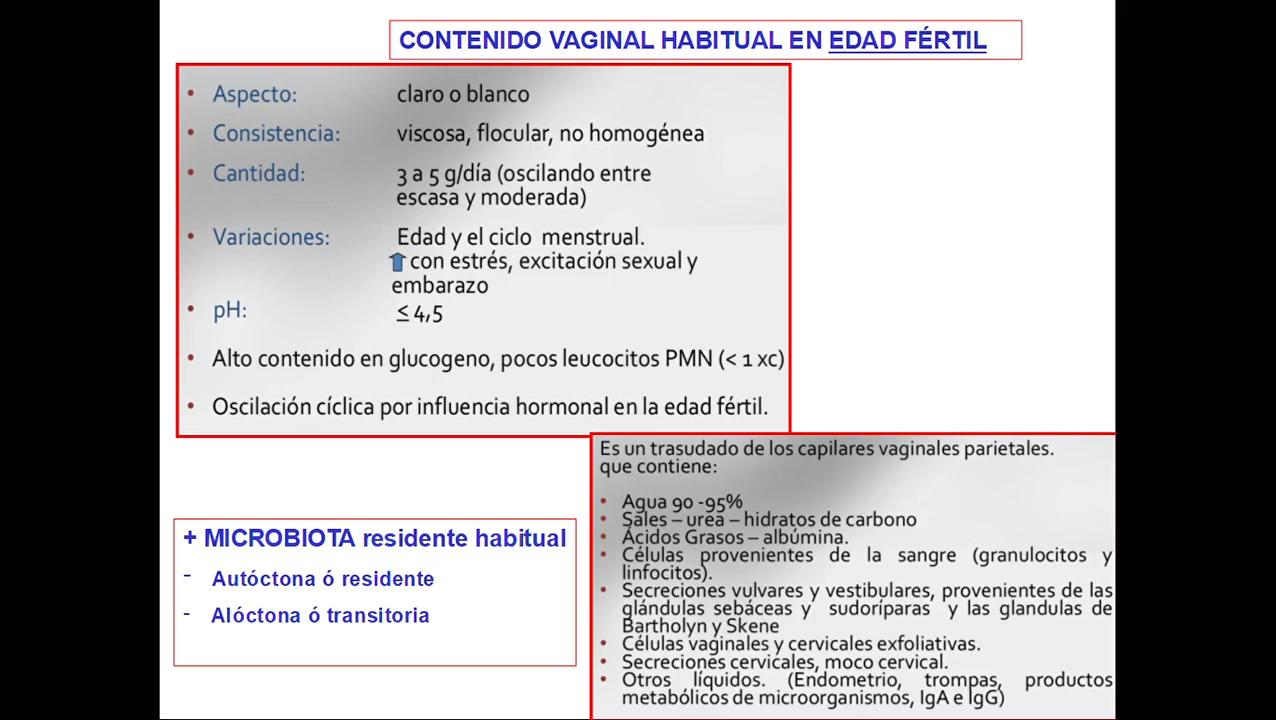 CONTENIDO VAGINAL HABITUAL EN EDAD FÉRTIL
• Aspecto: claro o blanco
• Consistencia: viscosa, flocular, no homogénea
• Cantidad: 3 a 5 g/día (oscilando entre
escasa y moderada)
• Variaciones: Edad y el ciclo menstrual.
con estrés, excitación sexual y
embarazo
• pH: ≤ 4,5
• Alto contenido en glucogeno, pocos leucocitos PMN (< 1 xc)
• Oscilación cíclica por influencia hormonal en la edad fértil.
Es un trasudado de los capilares vaginales parietales.
que contiene:
• Agua 90 -95%
• Sales – urea – hidratos de carbono
• Ácidos Grasos – albúmina.
• Células provenientes de la sangre (granulocitos y
linfocitos).
• Secreciones vulvares y vestibulares, provenientes de las
glándulas sebáceas y sudoríparas y las glandulas de
Bartholyn y Skene
• Células vaginales y cervicales exfoliativas.
• Secreciones cervicales, moco cervical.
• Otros líquidos. (Endometrio, trompas, productos
metabólicos de microorganismos, IgA e IgG)
+ MICROBIOTA residente habitual
- Autóctona ó residente
- Alóctona ó transitoria